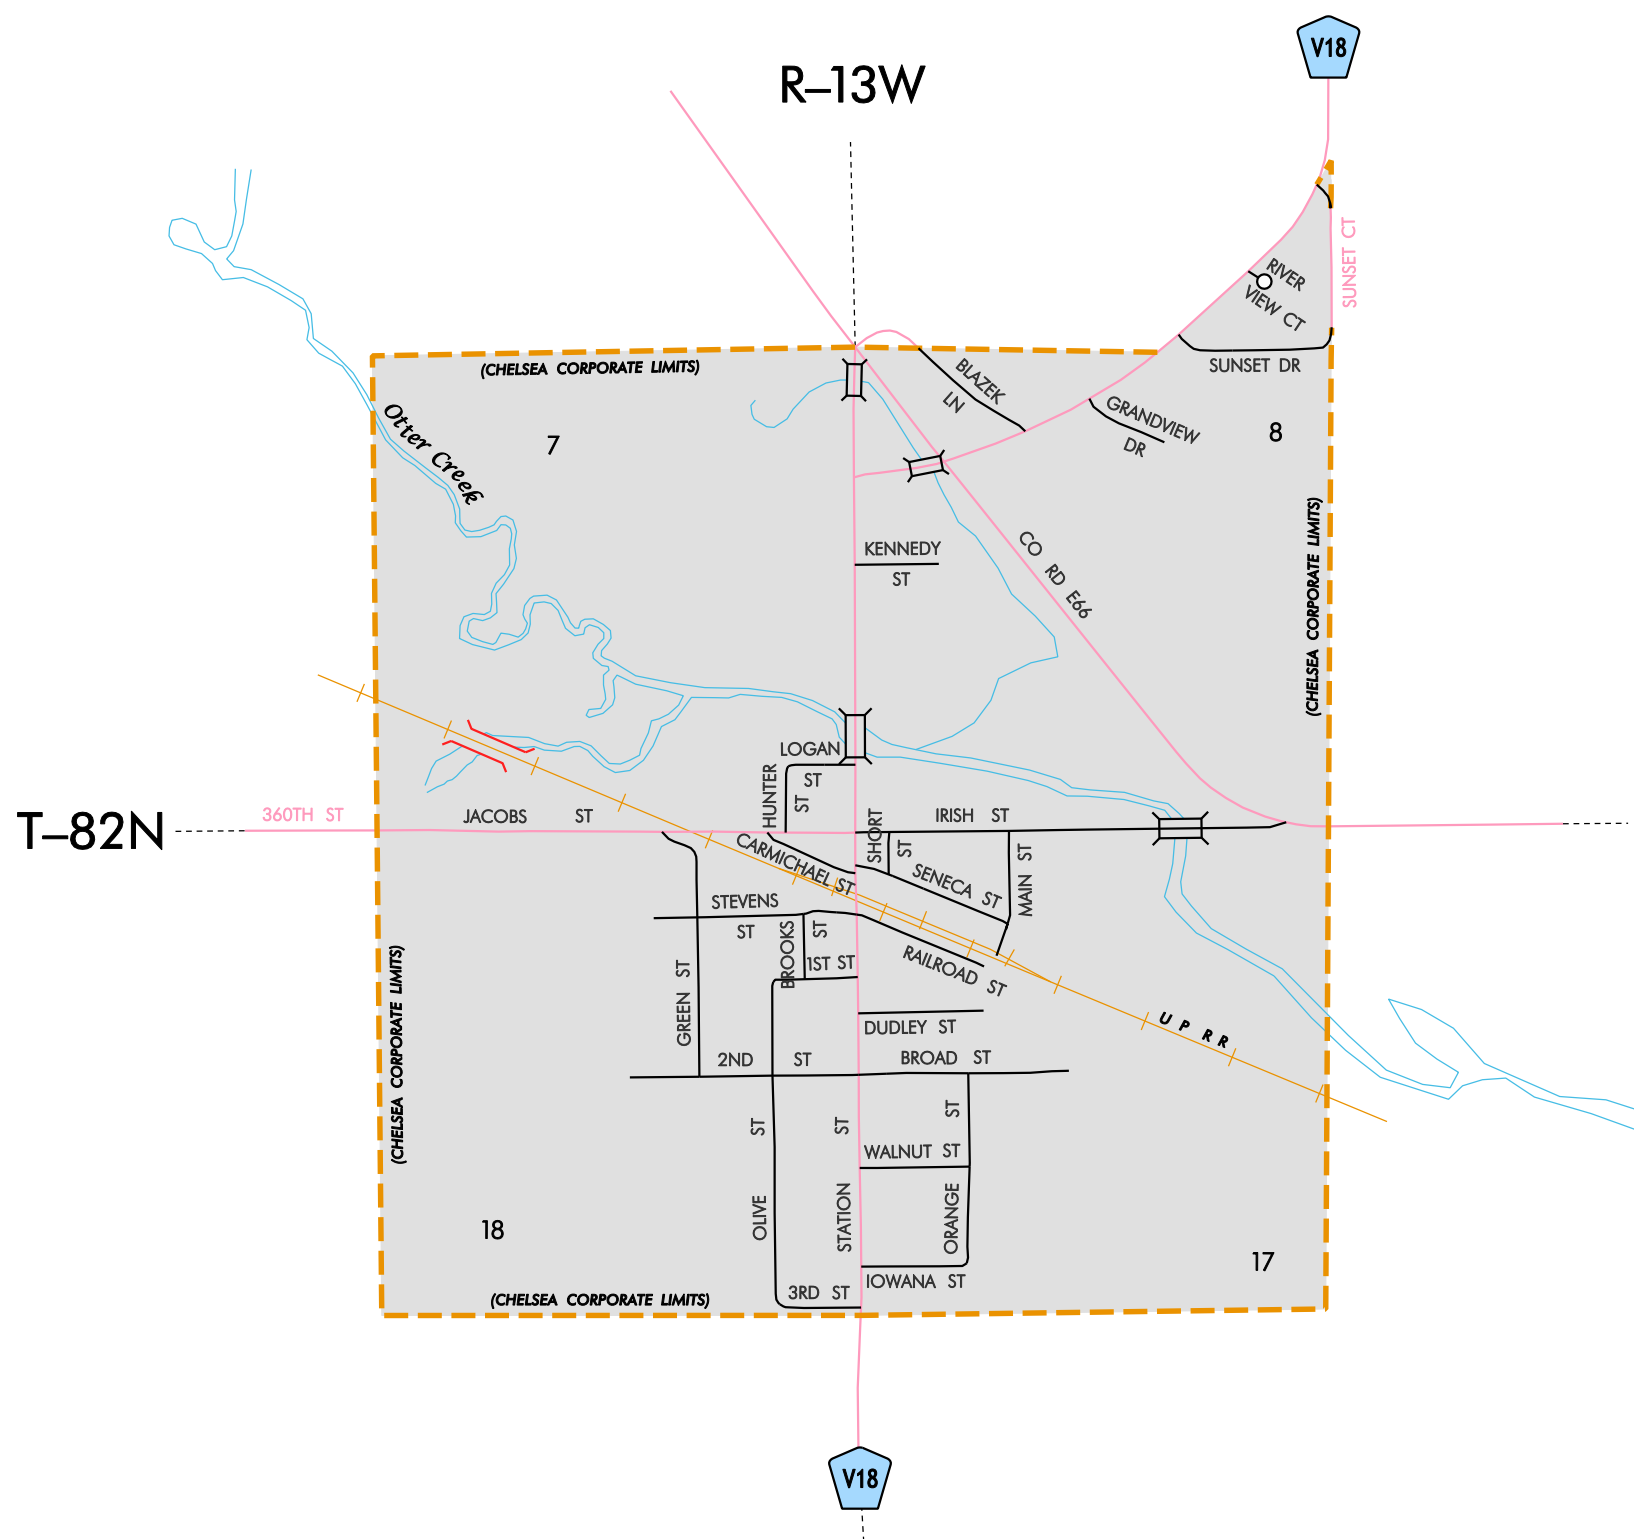 V18
R–13W
SUNSET CT
RIVER
VIEW CT
(CHELSEA CORPORATE LIMITS)
SUNSET DR
BLAZEK
LN
GRANDVIEW
DR
Otter Creek
7
8
(CHELSEA CORPORATE LIMITS)
KENNEDY
ST
CO RD E66
LOGAN
ST
HUNTER
ST
T–82N
360TH ST
JACOBS ST
IRISH ST
SHORT
ST
CARMICHAEL ST
SENECA ST
MAIN ST
STEVENS
ST
BROOKS
ST
1ST ST
RAILROAD ST
GREEN ST
(CHELSEA CORPORATE LIMITS)
DUDLEY ST
U P R R
2ND ST
BROAD ST
OLIVE ST
STATION ST
WALNUT ST
ORANGE ST
18
17
IOWANA ST
3RD ST
(CHELSEA CORPORATE LIMITS)
V18